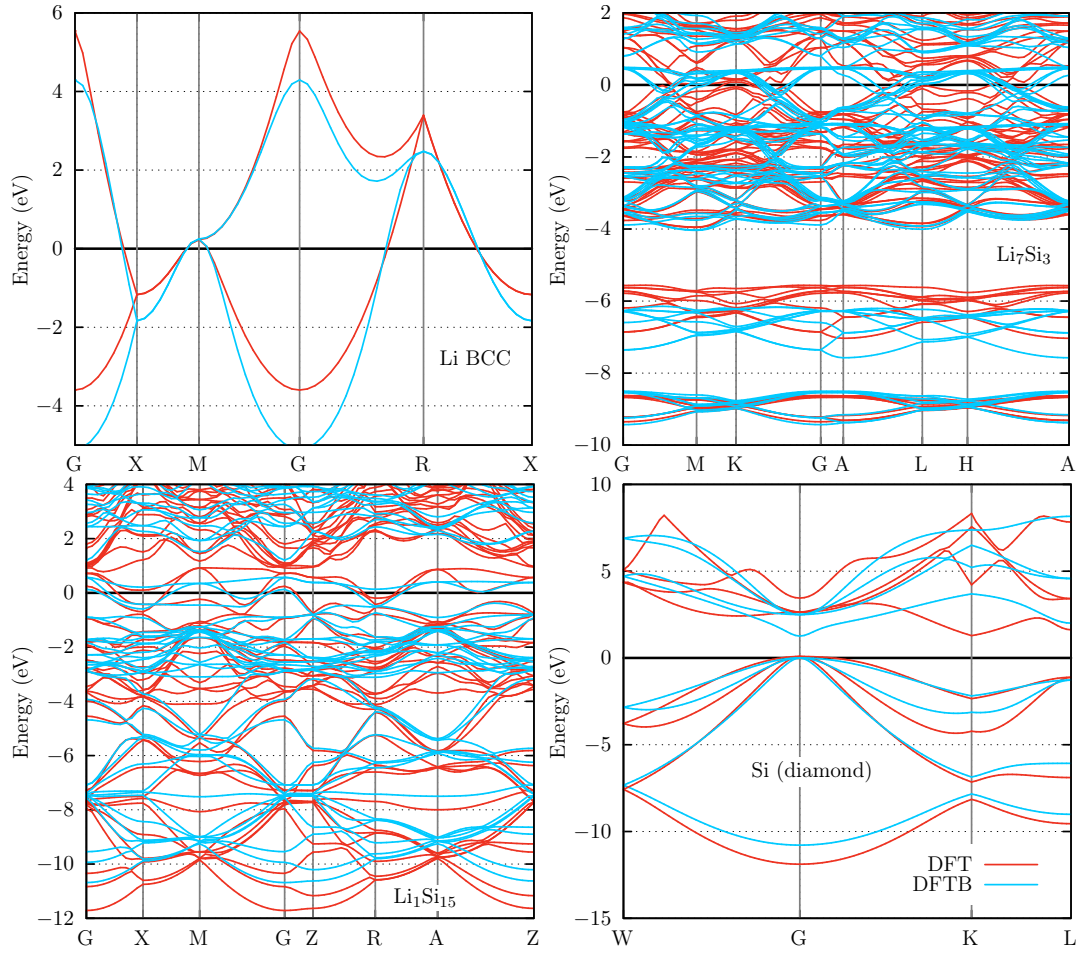 Energy (eV)
6
4
2
0
−2
−4
G X M G R X
Li BCC
Energy (eV)
2
0
−2
−4
−6
−8
−10
G M K G A L H A
Li₇Si₃
Energy (eV)
4
2
0
−2
−4
−6
−8
−10
−12
G X M G Z R A Z
Li₁Si₁₅
Energy (eV)
10
5
0
−5
−10
−15
W G K L
Si (diamond)
DFT
DFTB